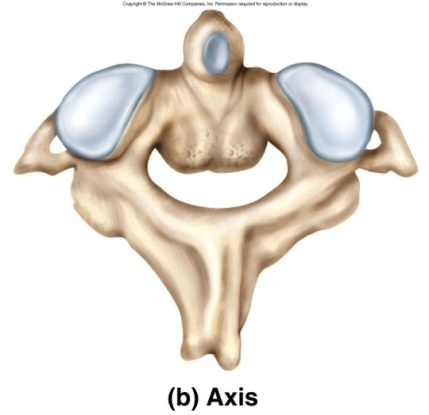 Copyright © The McGraw-Hill Companies, Inc. Permission required for reproduction or display.
(b) Axis